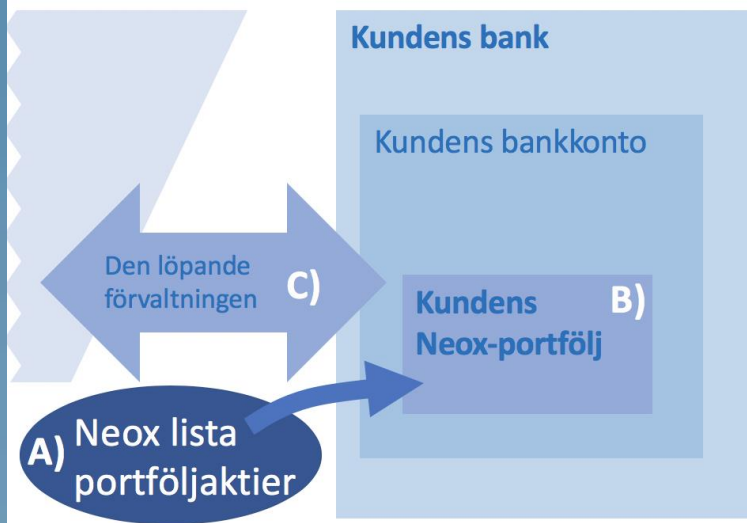 Kundens bank
Kundens bankkonto
Den löpande
förvaltningen C)
Kundens B)
Neox-portfölj
A) Neox lista
portföljaktier